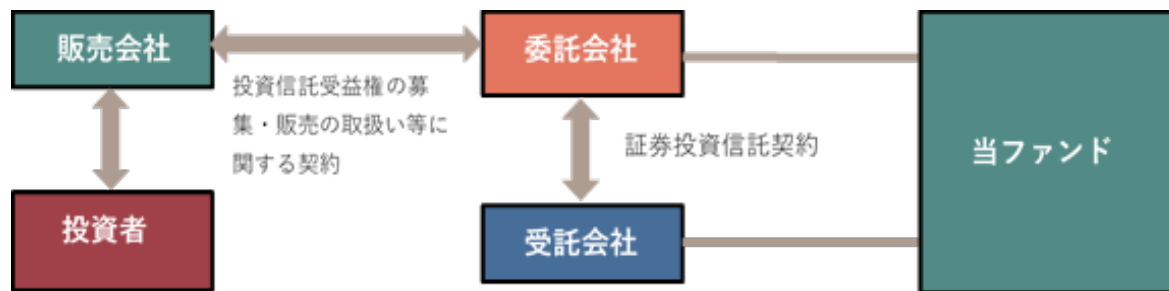 販売会社
委託会社
投資信託受益権の募
集・販売の取扱い等に
関する契約
証券投資信託契約
当ファンド
投資者
受託会社